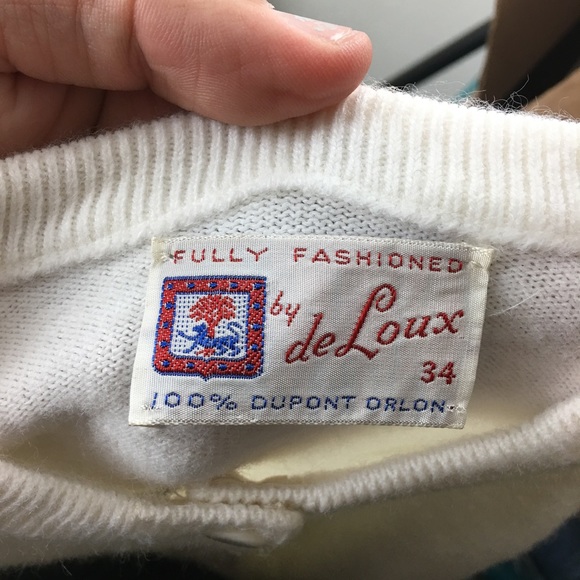 FULLY FASHIONED
by
deLoux
34
100% DUPONT ORLON